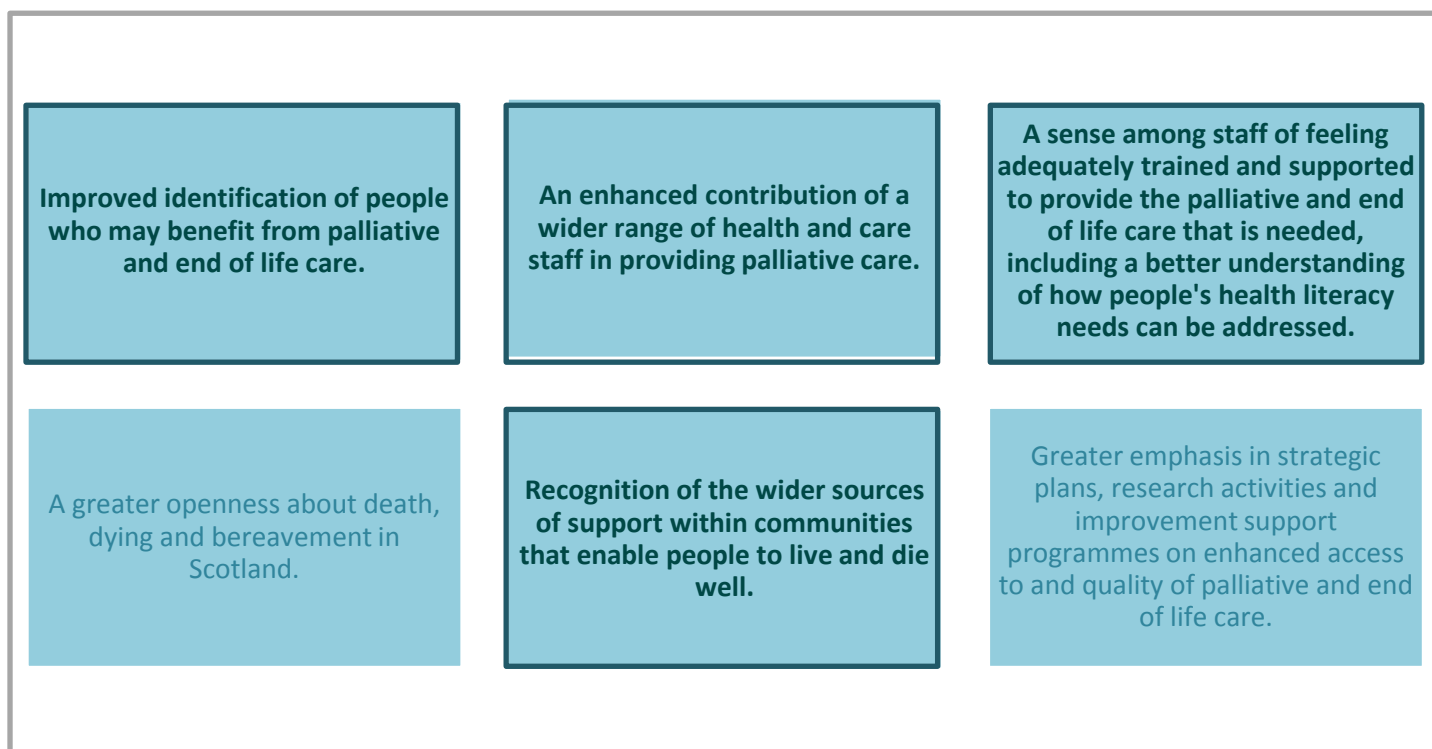 Improved identification of people
who may benefit from palliative
and end of life care.
An enhanced contribution of a
wider range of health and care
staff in providing palliative care.
A sense among staff of feeling
adequately trained and supported
to provide the palliative and end
of life care that is needed,
including a better understanding
of how people's health literacy
needs can be addressed.
A greater openness about death,
dying and bereavement in
Scotland.
Recognition of the wider sources
of support within communities
that enable people to live and die
well.
Greater emphasis in strategic
plans, research activities and
improvement support
programmes on enhanced access
to and quality of palliative and end
of life care.